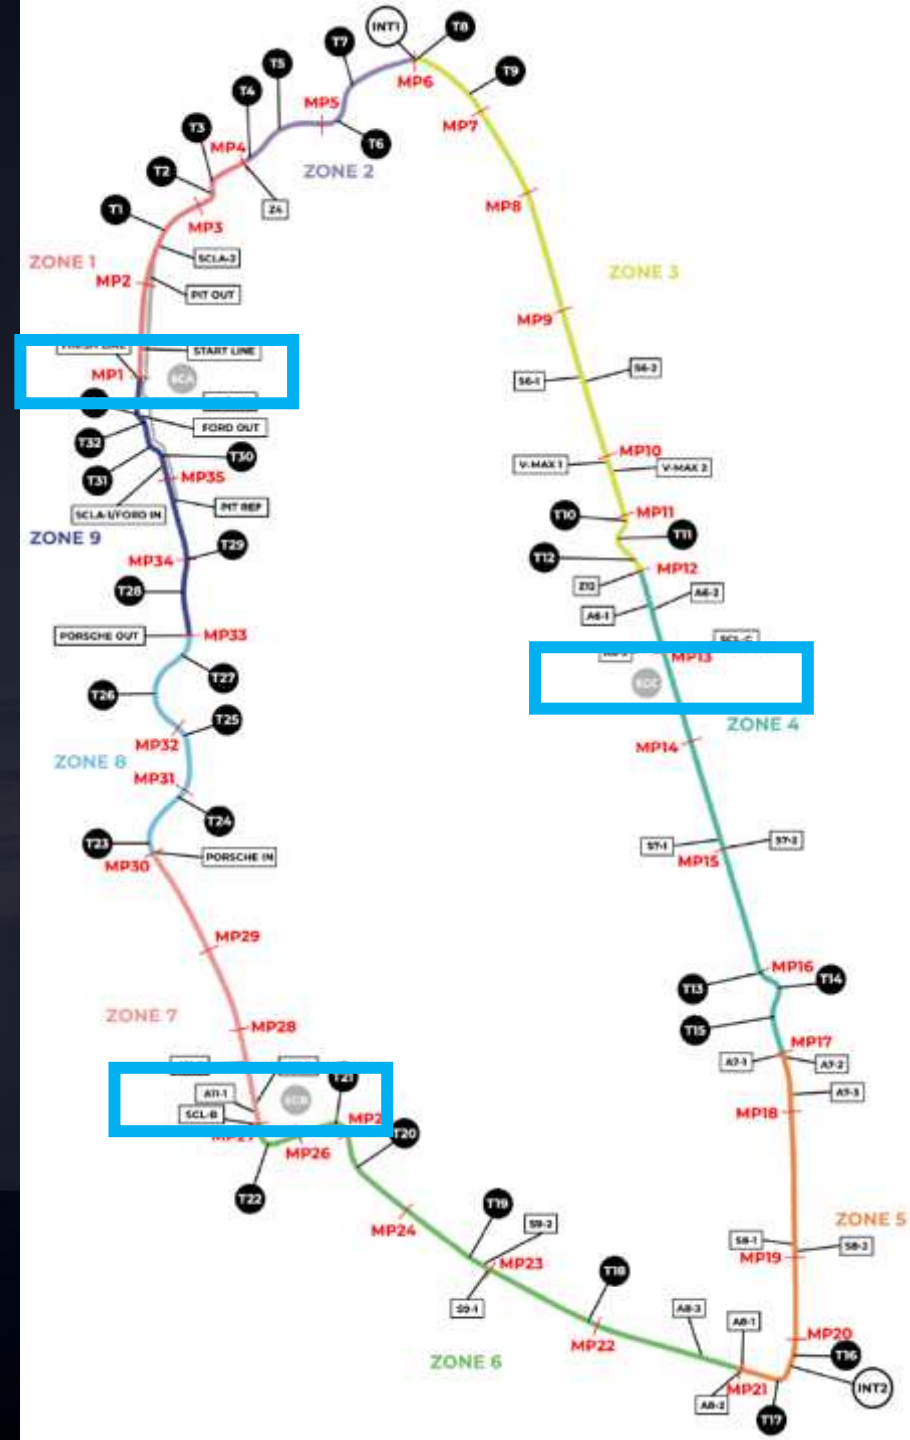 INT1
T8
T7
MP6
T5
T9
T4
MP5
MP7
T3
T6
MP4
ZONE 2
T2
Z4
MP8
T1
MP3
SCLA-2
ZONE 1
ZONE 3
MP2
PIT OUT
MP9
START LINE
S6-2
MP1
SCA
S6-1
FORD OUT
T32
T30
MP10
V-MAX 1
V-MAX 2
T31
MP35
SCLA-1/FORD IN
PIT REF
T10
MP11
T11
ZONE 9
T29
T12
MP34
MP12
Z12
T28
A6-2
A6-1
PORSCHE OUT
MP33
MP13
T27
SCC
T26
T25
ZONE 4
MP32
MP14
ZONE 8
MP31
T24
S7-1
S7-2
T23
PORSCHE IN
MP15
MP30
MP29
MP16
T14
T13
ZONE 7
MP28
T15
MP17
A7-1
A7-2
T21
A11-1
SCB
A7-3
SCL-B
MP18
T20
MP26
T22
T19
MP24
S9-2
ZONE 5
S8-1
S8-2
MP19
MP23
T18
S9-1
A8-3
A8-1
MP20
MP22
T16
ZONE 6
MP21
INT2
A8-2
T17